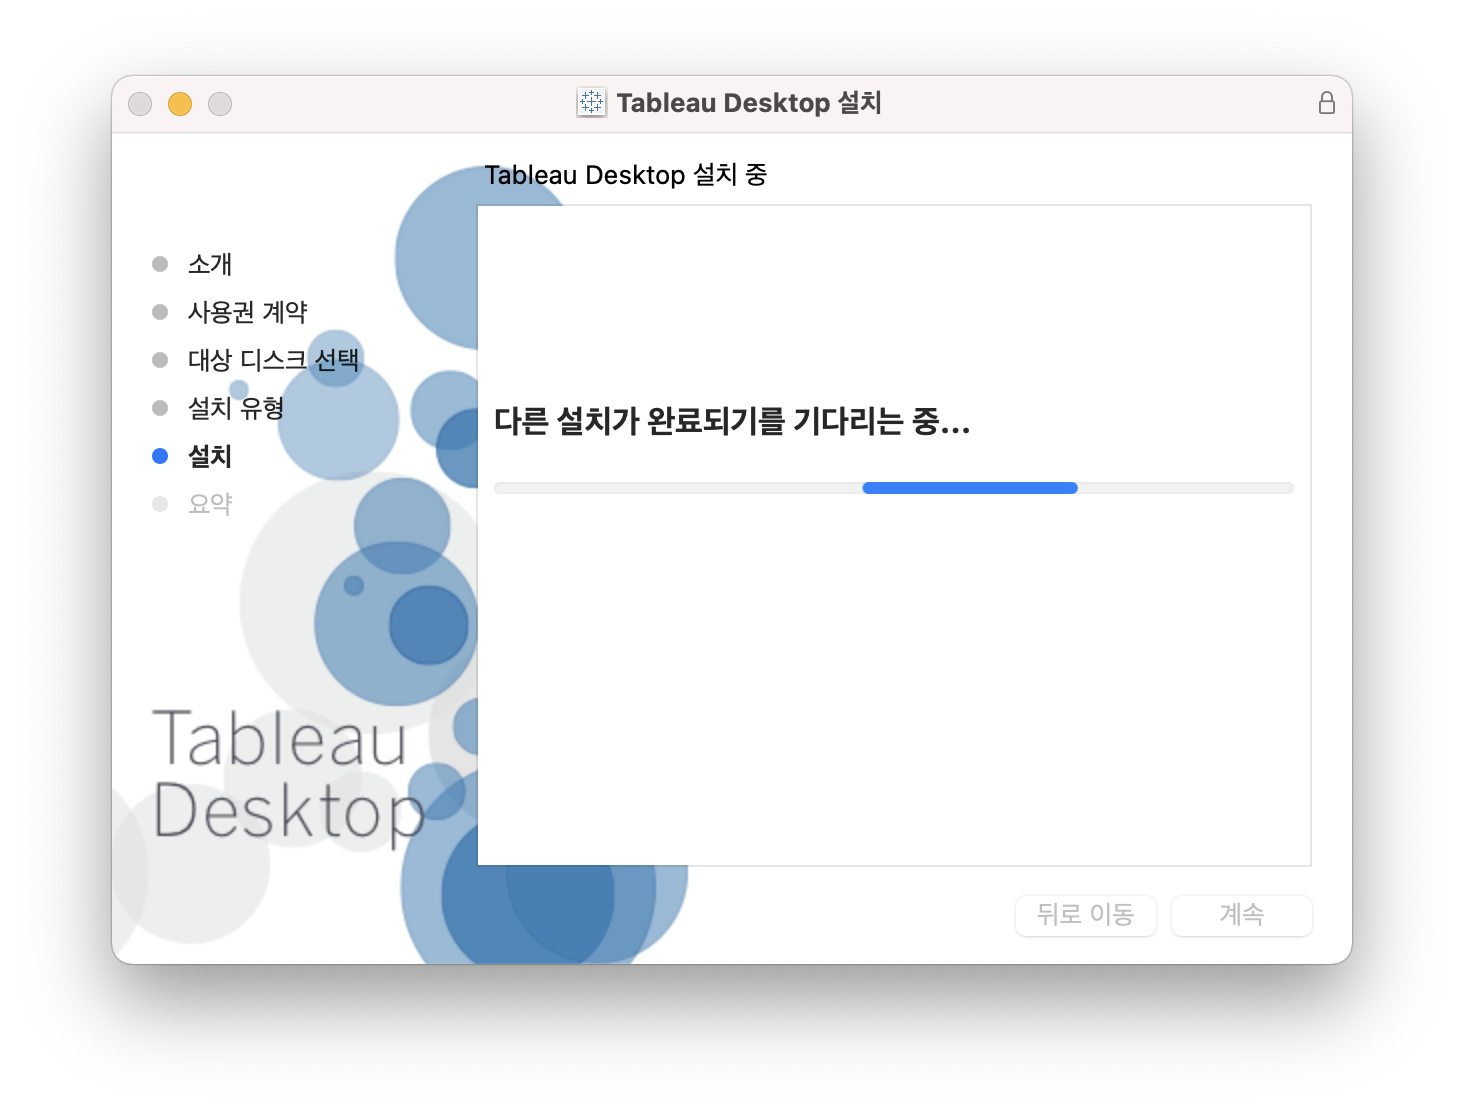 Tableau Desktop 설치
Tableau Desktop 설치 중
소개
사용권 계약
대상 디스크 선택
설치 유형
설치
요약
다른 설치가 완료되기를 기다리는 중...
Tableau
Desktop
뒤로 이동
계속